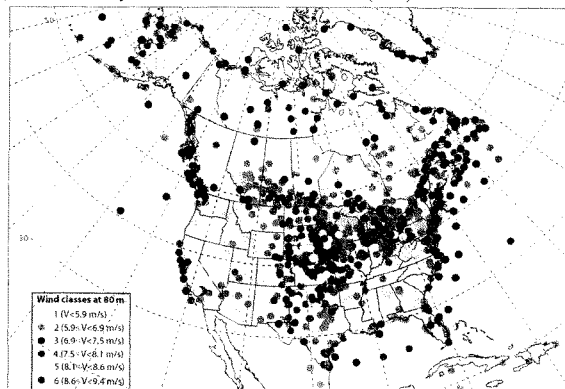 50
30
Wind classes at 80 m
1 (V<5.9 m/s)
2 (5.9≤V<6.9 m/s)
3 (6.9≤V<7.5 m/s)
4 (7.5≤V<8.1 m/s)
5 (8.1≤V<8.6 m/s)
6 (8.6≤V<9.4 m/s)